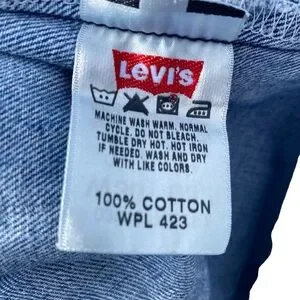 LEVI'S
MACHINE WASH WARM. NORMAL
CYCLE. DO NOT BLEACH.
TUMBLE DRY HOT. HOT IRON
IF NEEDED. WASH AND DRY
WITH LIKE COLORS.
100% COTTON
WPL 423